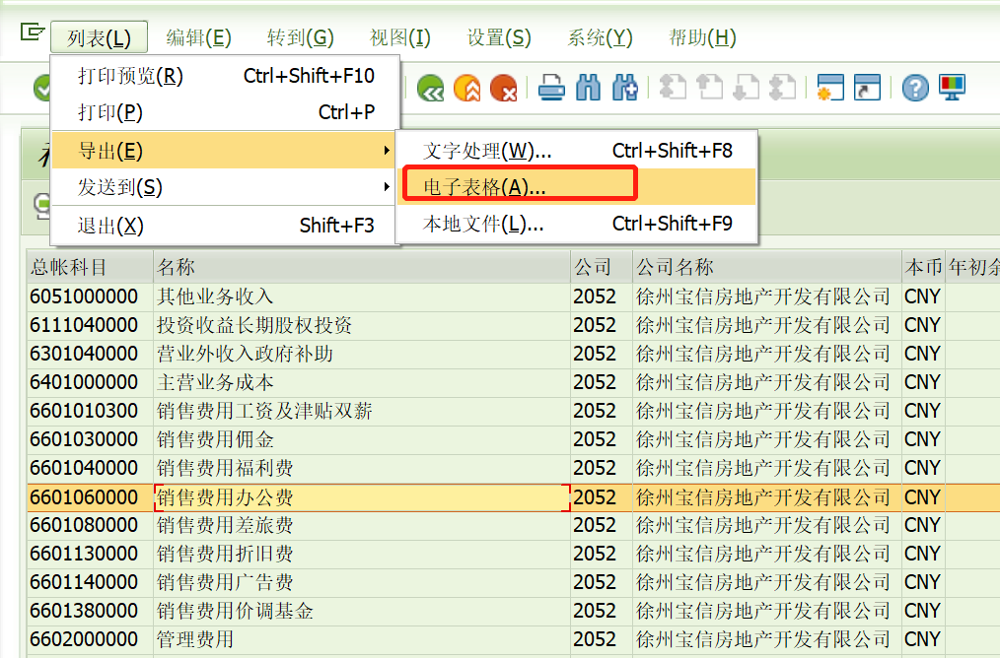 列表(L) 编辑(E) 转到(G) 视图(I) 设置(S) 系统(Y) 帮助(H)
打印预览(R) Ctrl+Shift+F10
打印(P) Ctrl+P
导出(E)
发送到(S)
退出(X) Shift+F3
文字处理(W)... Ctrl+Shift+F8
电子表格(A)...
本地文件(L)... Ctrl+Shift+F9
总帐科目 名称 公司 公司名称 本币 年初余
6051000000 其他业务收入 2052 徐州宝信房地产开发有限公司 CNY
6111040000 投资收益长期股权投资 2052 徐州宝信房地产开发有限公司 CNY
6301040000 营业外收入政府补助 2052 徐州宝信房地产开发有限公司 CNY
6401000000 主营业务成本 2052 徐州宝信房地产开发有限公司 CNY
6601010300 销售费用工资及津贴双薪 2052 徐州宝信房地产开发有限公司 CNY
6601030000 销售费用佣金 2052 徐州宝信房地产开发有限公司 CNY
6601040000 销售费用福利费 2052 徐州宝信房地产开发有限公司 CNY
6601060000 销售费用办公费 2052 徐州宝信房地产开发有限公司 CNY
6601080000 销售费用差旅费 2052 徐州宝信房地产开发有限公司 CNY
6601130000 销售费用折旧费 2052 徐州宝信房地产开发有限公司 CNY
6601140000 销售费用广告费 2052 徐州宝信房地产开发有限公司 CNY
6601380000 销售费用价调基金 2052 徐州宝信房地产开发有限公司 CNY
6602000000 管理费用 2052 徐州宝信房地产开发有限公司 CNY